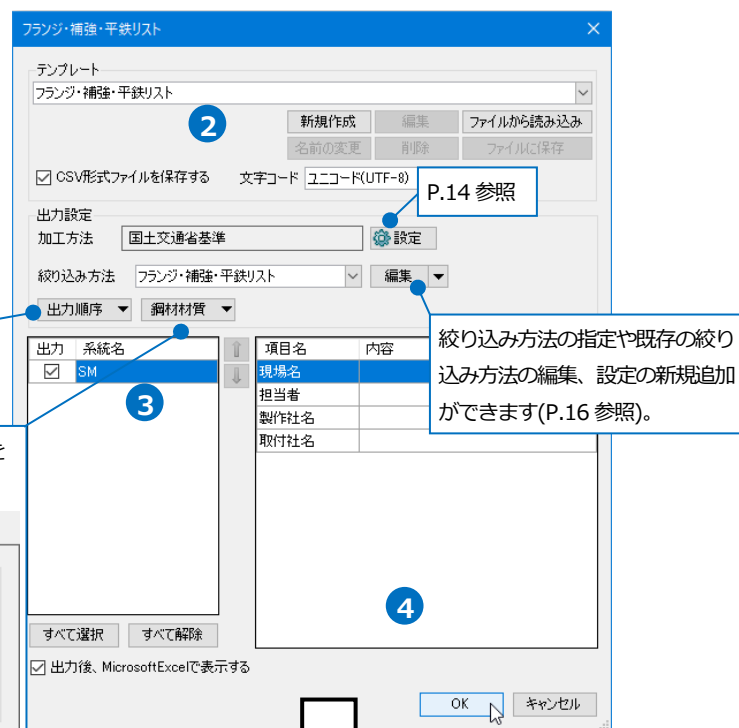 フランジ・補強・平鉄リスト
テンプレート
フランジ・補強・平鉄リスト
2
新規作成 編集 ファイルから読み込み
名前の変更 削除 ファイルに保存
CSV形式ファイルを保存する 文字コード ユニコード(UTF-8)
P.14 参照
出力設定
加工方法 国土交通省基準 設定
絞り込み方法 フランジ・補強・平鉄リスト 編集
出力順序 鋼材材質
絞り込み方法の指定や既存の絞り
込み方法の編集、設定の新規追加
ができます(P.16 参照)。
出力 系統名
SM
3
項目名 内容
現場名
担当者
製作社名
取付社名
4
すべて選択 すべて解除
出力後、MicrosoftExcelで表示する
OK キャンセル